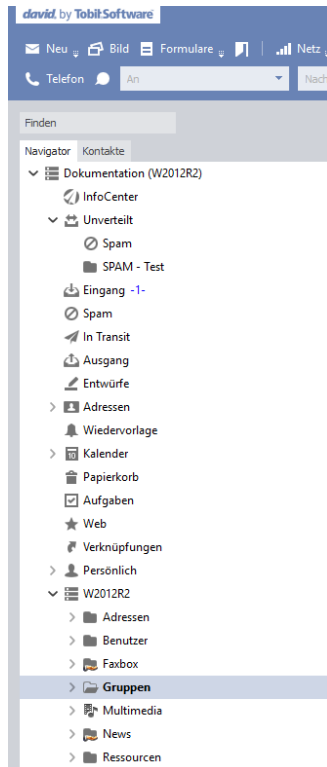 david. by Tobit.Software
Neu Bild Formulare Netz
Telefon An Nach
Finden
Navigator Kontakte
Dokumentation (W2012R2)
InfoCenter
Unverteilt
Spam
SPAM - Test
Eingang -1-
Spam
In Transit
Ausgang
Entwürfe
Adressen
Wiedervorlage
Kalender
Papierkorb
Aufgaben
Web
Verknüpfungen
Persönlich
W2012R2
Adressen
Benutzer
Faxbox
Gruppen
Multimedia
News
Ressourcen